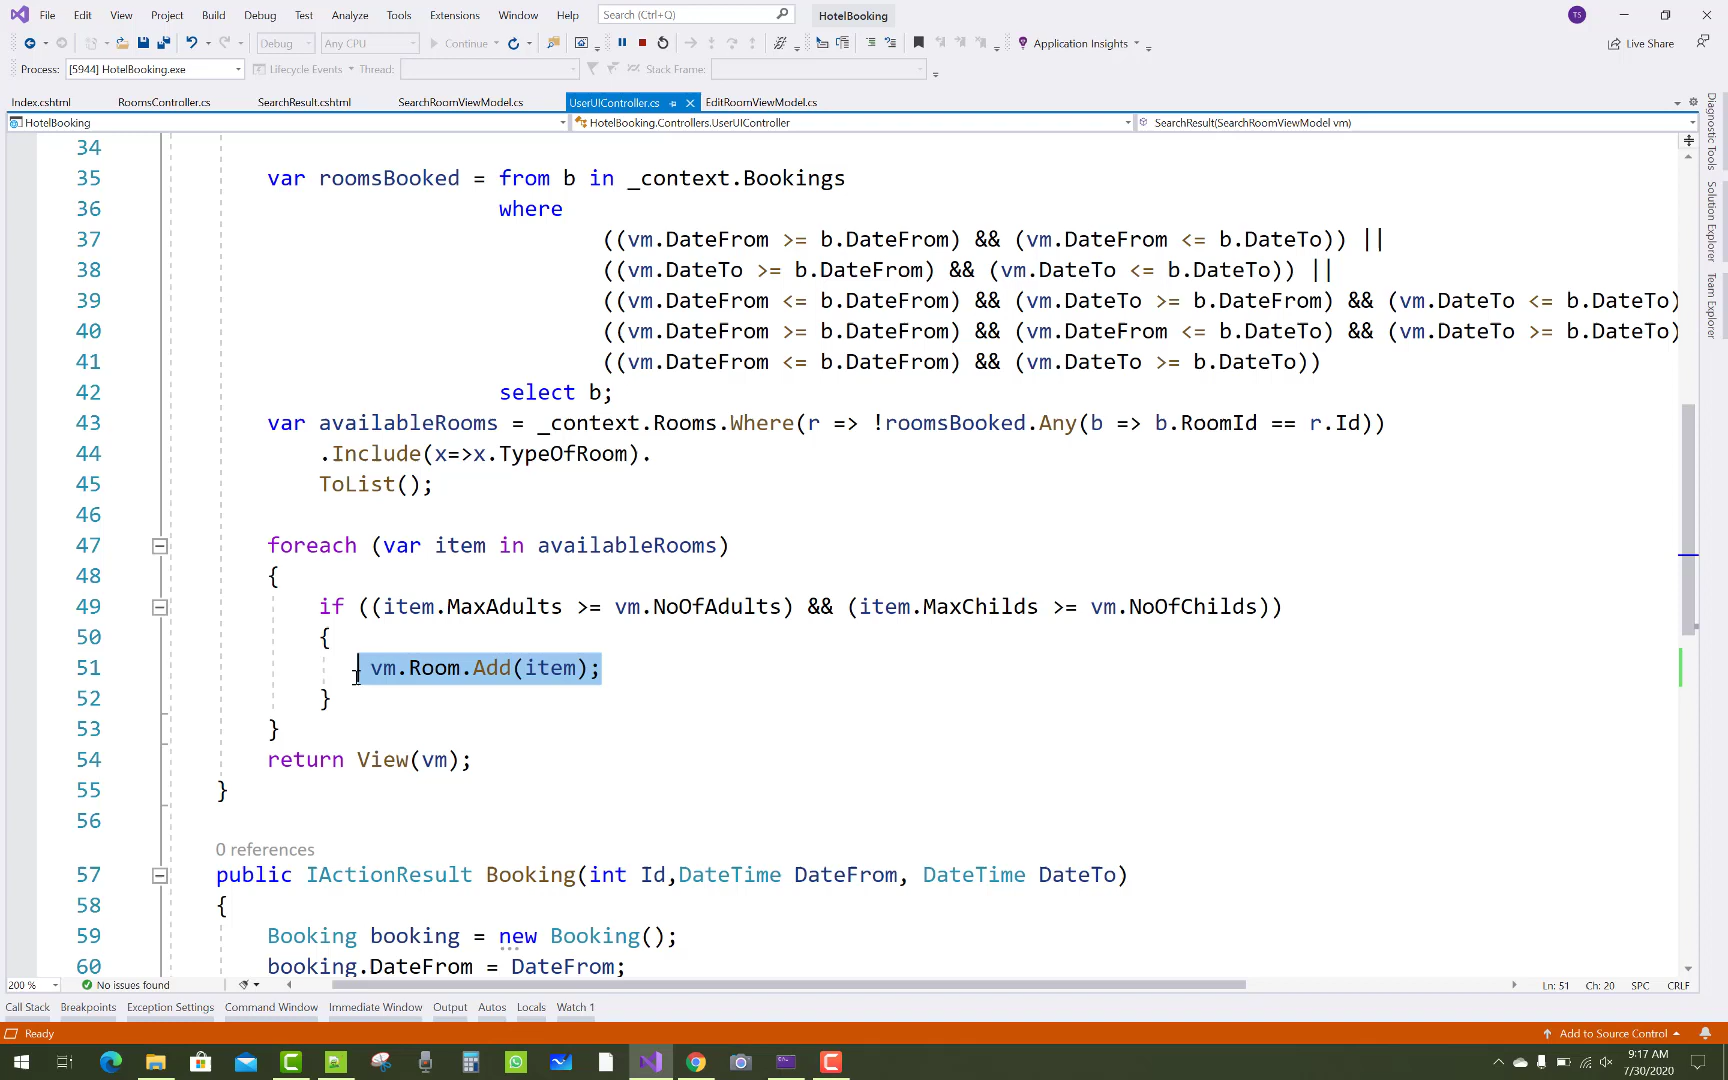 File Edit View Project Build Debug Test Analyze Tools Extensions Window Help Search (Ctrl+Q) HotelBooking TS
Debug Any CPU Continue Application Insights Live Share
Process: [5944] HotelBooking.exe Lifecycle Events Thread: Stack Frame:
Index.cshtml RoomsController.cs SearchResult.cshtml SearchRoomViewModel.cs UserUIController.cs EditRoomViewModel.cs
HotelBooking HotelBooking.Controllers.UserUIController SearchResult(SearchRoomViewModel vm)
34
35 var roomsBooked = from b in _context.Bookings
36 where
37 ((vm.DateFrom >= b.DateFrom) && (vm.DateFrom <= b.DateTo)) ||
38 ((vm.DateTo >= b.DateFrom) && (vm.DateTo <= b.DateTo)) ||
39 ((vm.DateFrom <= b.DateFrom) && (vm.DateTo >= b.DateFrom) && (vm.DateTo <= b.DateTo)
40 ((vm.DateFrom >= b.DateFrom) && (vm.DateFrom <= b.DateTo) && (vm.DateTo >= b.DateTo)
41 ((vm.DateFrom <= b.DateFrom) && (vm.DateTo >= b.DateTo))
42 select b;
43 var availableRooms = _context.Rooms.Where(r => !roomsBooked.Any(b => b.RoomId == r.Id))
44 .Include(x=>x.TypeOfRoom).
45 ToList();
46
47 foreach (var item in availableRooms)
48 {
49 if ((item.MaxAdults >= vm.NoOfAdults) && (item.MaxChilds >= vm.NoOfChilds))
50 {
51 vm.Room.Add(item);
52 }
53 }
54 return View(vm);
55 }
56
0 references
57 public IActionResult Booking(int Id,DateTime DateFrom, DateTime DateTo)
58 {
59 Booking booking = new Booking();
60 booking.DateFrom = DateFrom;
Diagnostic Tools
Solution Explorer
Team Explorer
200 % No issues found Ln: 51 Ch: 20 SPC CRLF
Call Stack Breakpoints Exception Settings Command Window Immediate Window Output Autos Locals Watch 1
Ready Add to Source Control
9:17 AM
7/30/2020